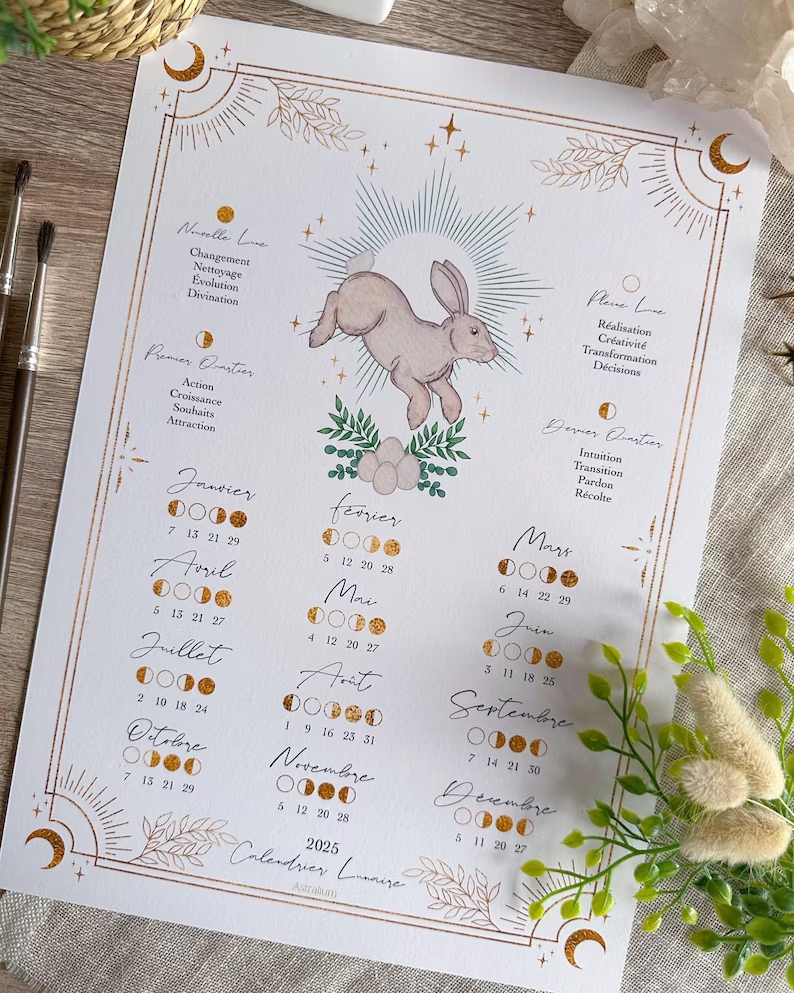 Nouvelle Lune
Changement
Nettoyage
Évolution
Divination
Premier Quartier
Action
Croissance
Souhaits
Attraction
Pleine Lune
Réalisation
Créativité
Transformation
Décisions
Dernier Quartier
Intuition
Transition
Pardon
Récolte
Janvier
7 13 21 29
Février
5 12 20 28
Mars
6 14 22 29
Avril
5 13 21 27
Mai
4 12 20 27
Juin
3 11 18 25
Juillet
2 10 18 24
Août
1 9 16 23 31
Septembre
7 14 21 30
Octobre
7 13 21 29
Novembre
5 12 20 28
Décembre
5 11 20 27
2025
Calendrier Lunaire
Astralium